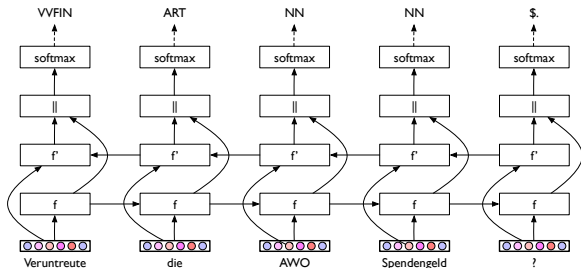 VVFIN ART NN NN $.
softmax softmax softmax softmax softmax
|| || || || ||
f' f' f' f' f'
f f f f f
Veruntreute die AWO Spendengeld ?